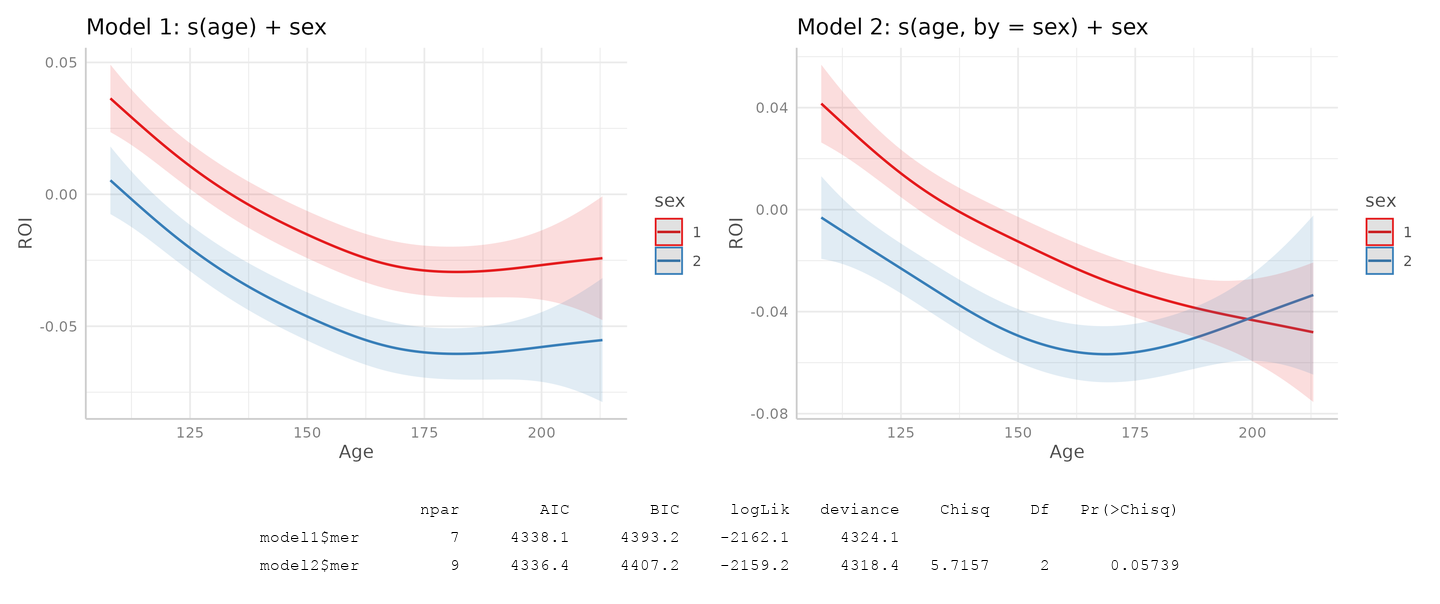 Model 1: s(age) + sex
0.05
0.00
-0.05
ROI
125 150 175 200
Age
sex
1
2
Model 2: s(age, by = sex) + sex
0.04
0.00
-0.04
-0.08
ROI
125 150 175 200
Age
sex
1
2
npar AIC BIC logLik deviance Chisq Df Pr(>Chisq)
model1$mer 7 4338.1 4393.2 -2162.1 4324.1
model2$mer 9 4336.4 4407.2 -2159.2 4318.4 5.7157 2 0.05739